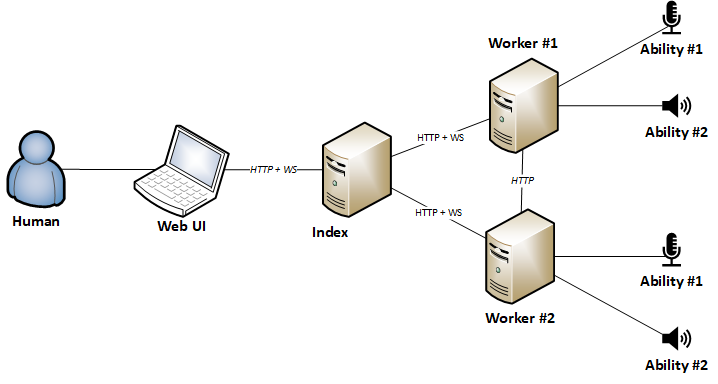 Worker #1
Ability #1
Ability #2
HTTP + WS
HTTP + WS
HTTP
Human
Web UI
Index
HTTP + WS
Worker #2
Ability #1
Ability #2